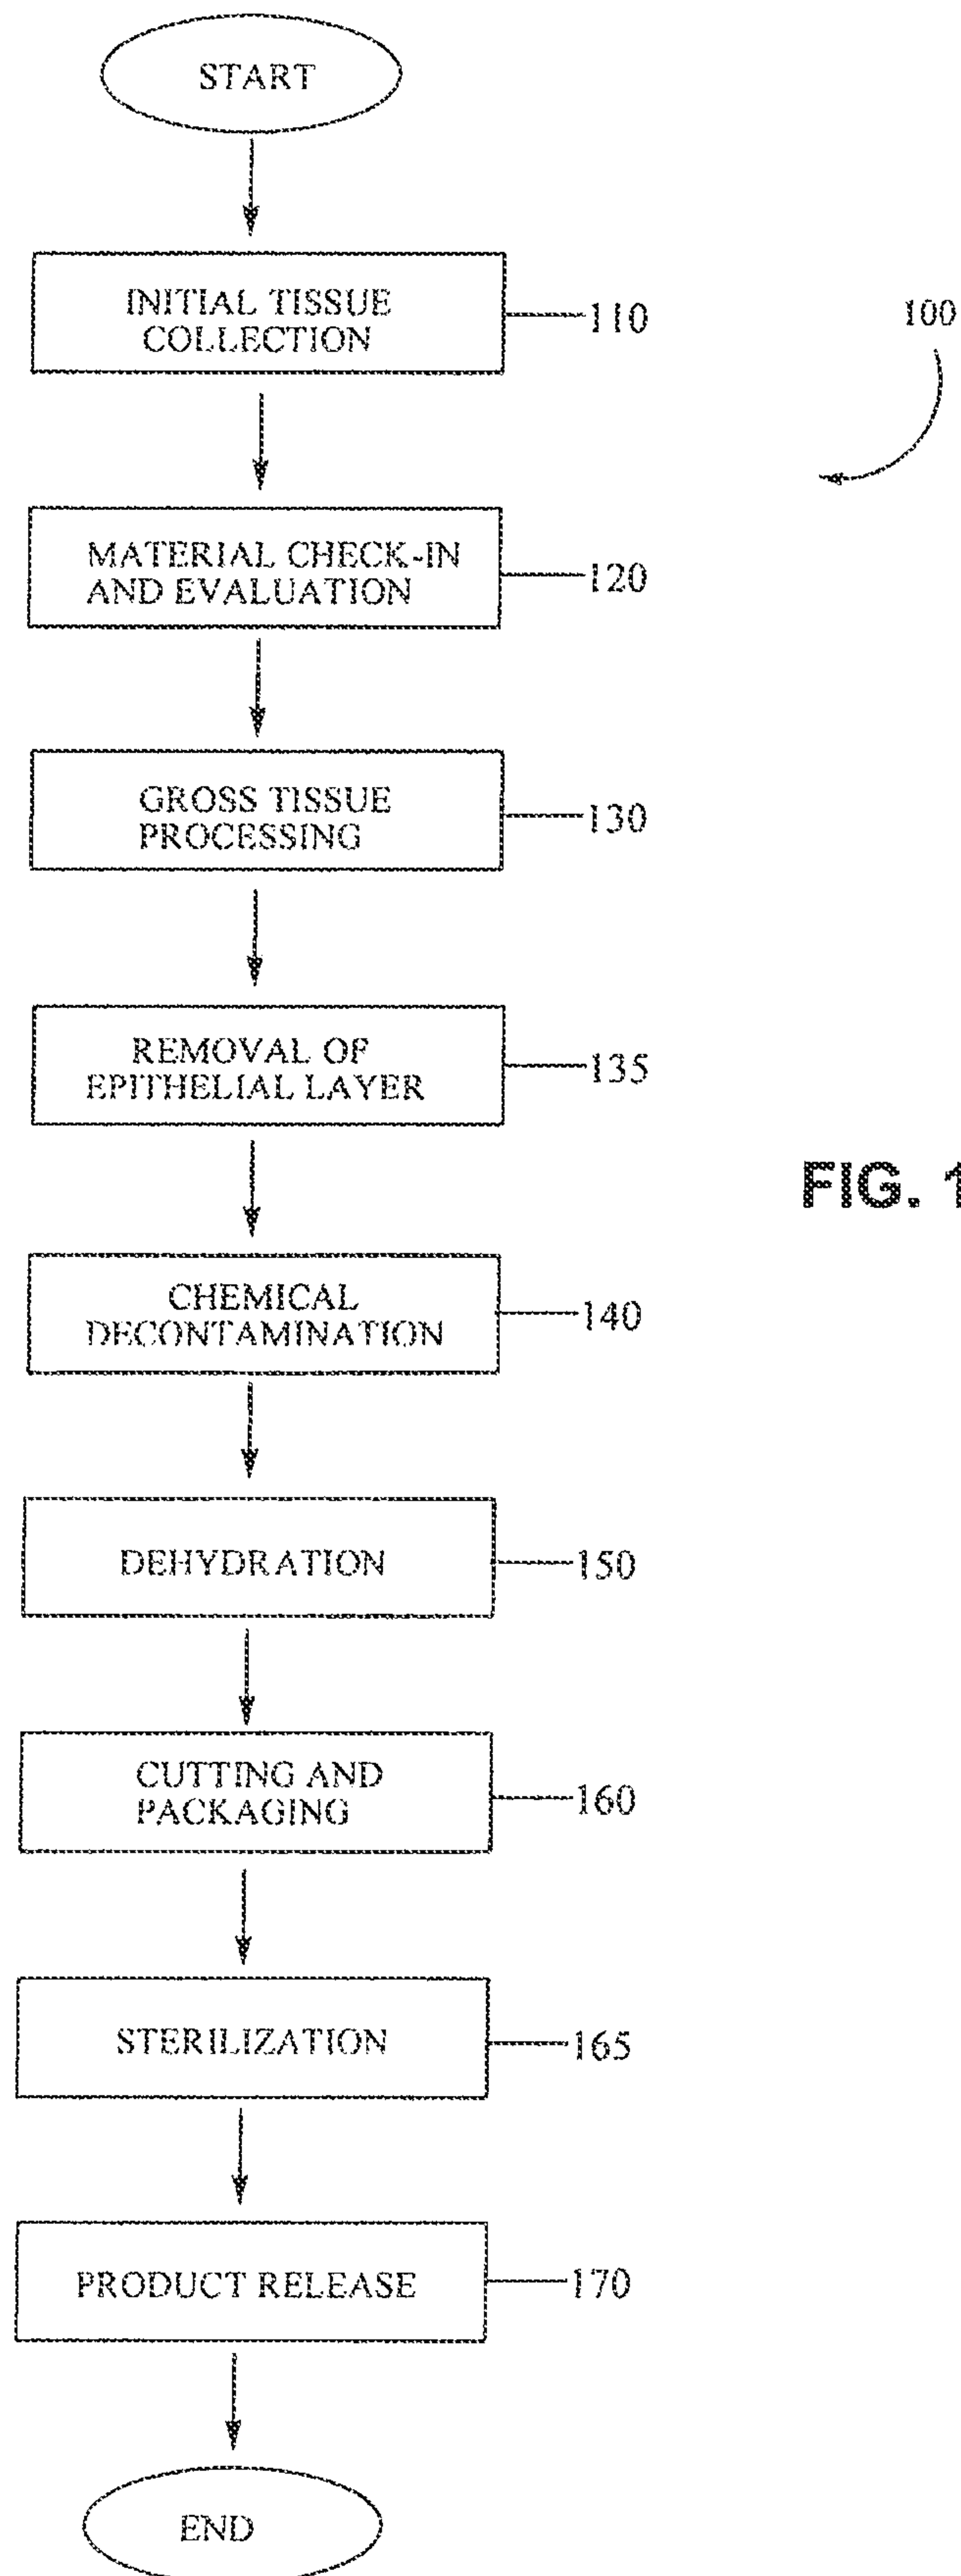 START
INITIAL TISSUE
COLLECTION
110
100
MATERIAL CHECK-IN
AND EVALUATION
120
GROSS TISSUE
PROCESSING
130
REMOVAL OF
EPITHELIAL LAYER
135
FIG. 1
CHEMICAL
DECONTAMINATION
140
DEHYDRATION
150
CUTTING AND
PACKAGING
160
STERILIZATION
165
PRODUCT RELEASE
170
END